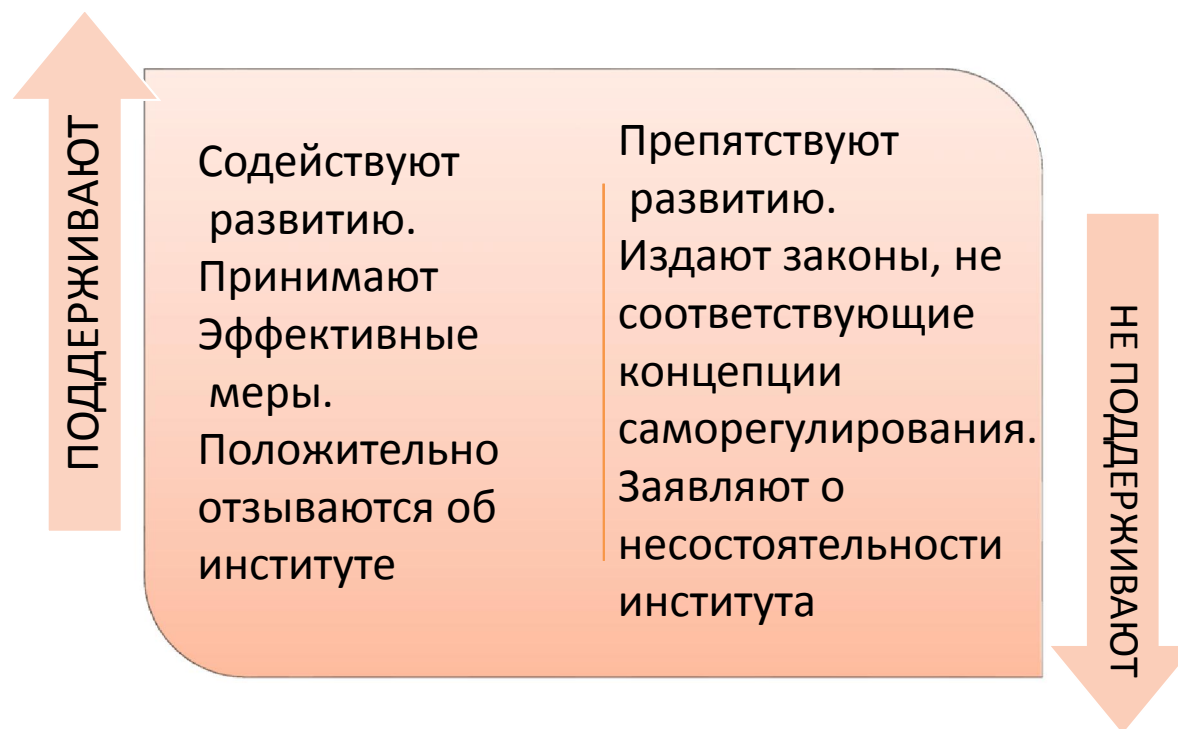 ПОДДЕРЖИВАЮТ
Содействуют
развитию.
Принимают
Эффективные
меры.
Положительно
отзываются об
институте
Препятствуют
развитию.
Издают законы, не
соответствующие
концепции
саморегулирования.
Заявляют о
несостоятельности
института
НЕ ПОДДЕРЖИВАЮТ